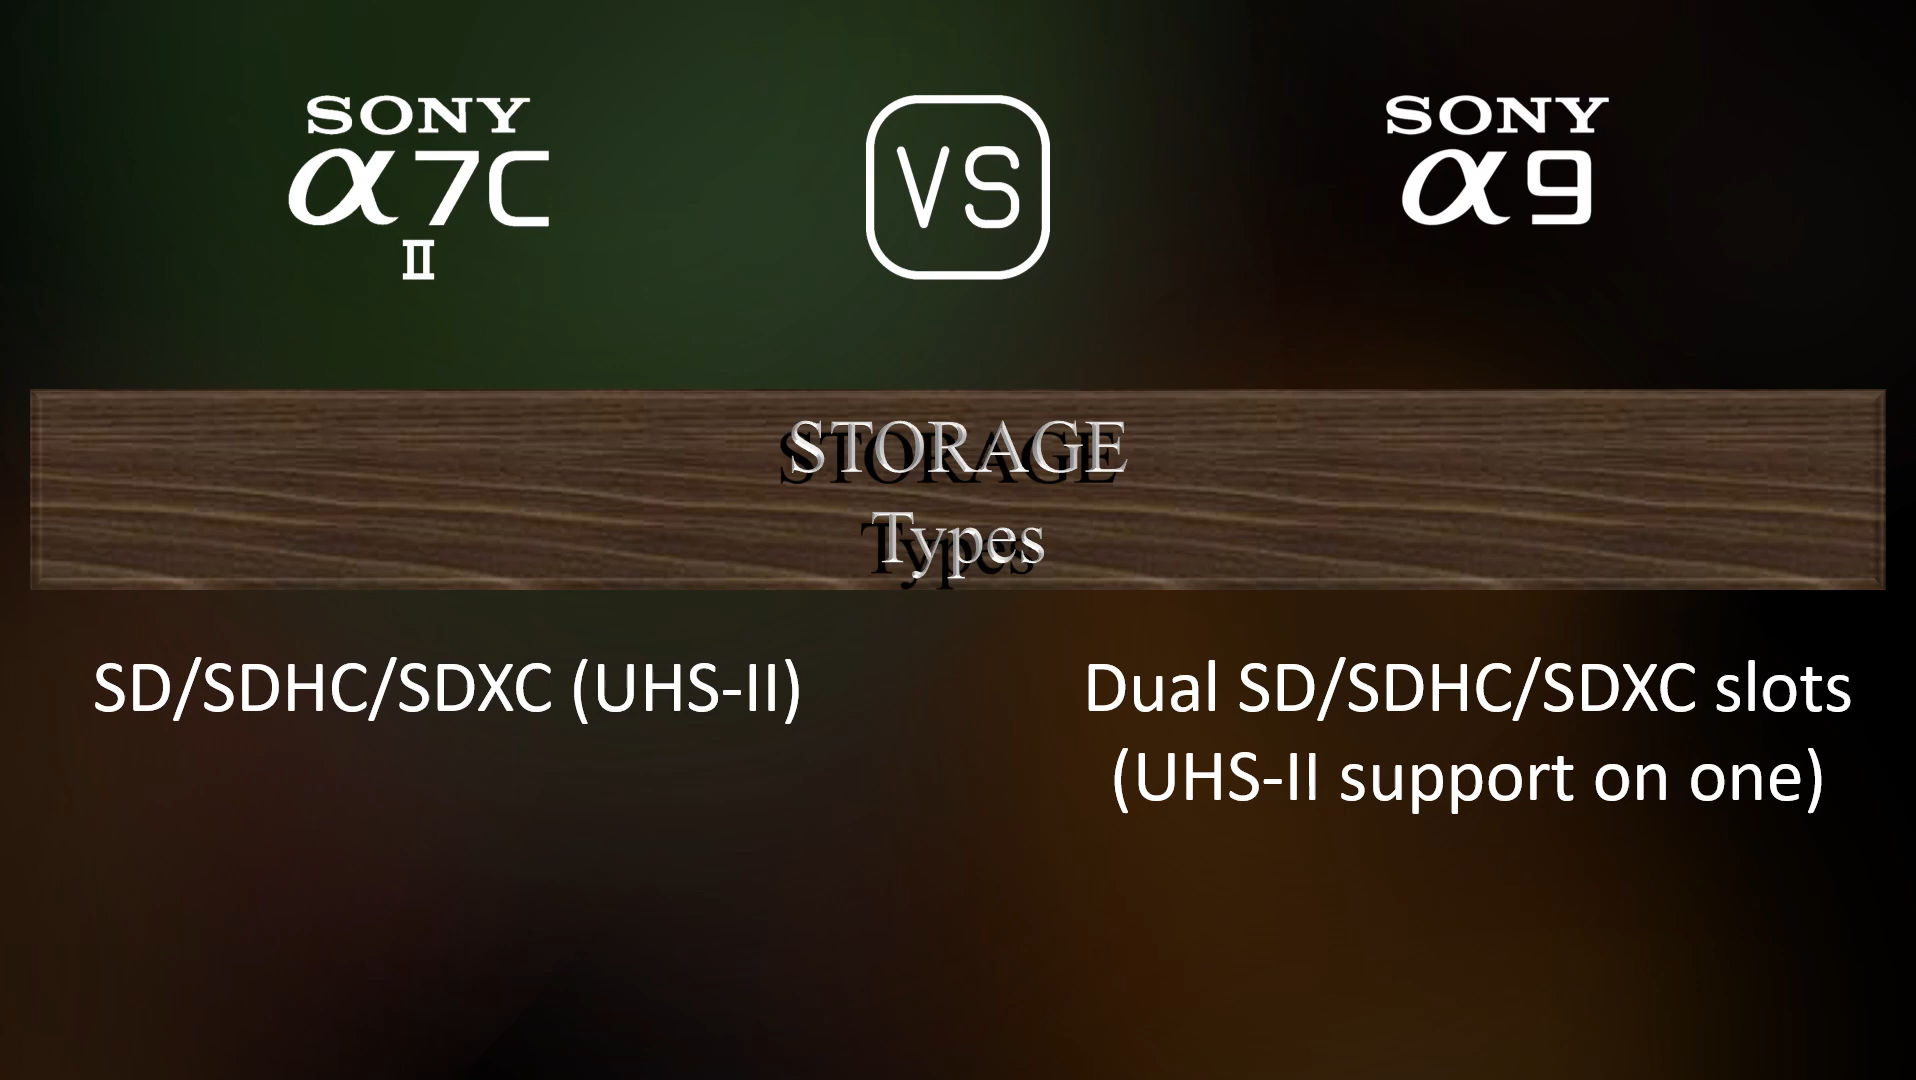 SONY
α7C
II
VS
SONY
α9
STORAGE
Types
SD/SDHC/SDXC (UHS-II)
Dual SD/SDHC/SDXC slots
(UHS-II support on one)